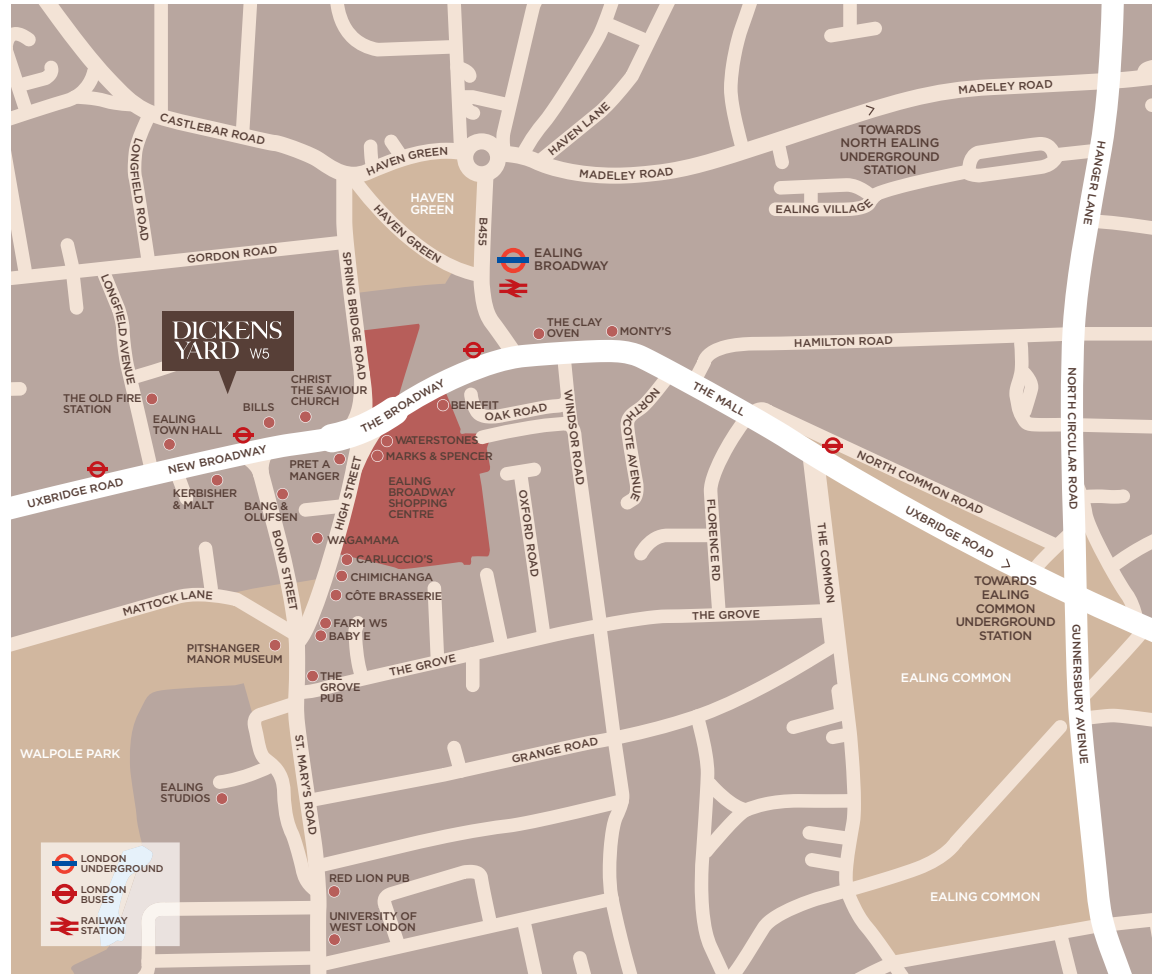 MADELEY ROAD
CASTLEBAR ROAD
HAVEN LANE
TOWARDS
NORTH EALING
UNDERGROUND
STATION
LONGFIELD ROAD
HAVEN GREEN
MADELEY ROAD
HANGER LANE
HAVEN
GREEN
EALING VILLAGE
HAVEN GREEN
B455
GORDON ROAD
EALING
BROADWAY
SPRING BRIDGE ROAD
LONGFIELD AVENUE
DICKENS
YARD W5
THE CLAY
OVEN
MONTY'S
HAMILTON ROAD
CHRIST
THE SAVIOUR
CHURCH
THE OLD FIRE
STATION
BILLS
THE BROADWAY
BENEFIT
OAK ROAD
WINDSOR ROAD
NORTHCOTE AVENUE
THE MALL
NORTH CIRCULAR ROAD
EALING
TOWN HALL
WATERSTONES
MARKS & SPENCER
NEW BROADWAY
PRET A
MANGER
UXBRIDGE ROAD
KERBISHER
& MALT
BANG &
OLUFSEN
HIGH STREET
EALING
BROADWAY
SHOPPING
CENTRE
NORTH COMMON ROAD
UXBRIDGE ROAD
OXFORD ROAD
FLORENCE RD
THE COMMON
BOND STREET
WAGAMAMA
CARLUCCIO'S
CHIMICHANGA
CÔTE BRASSERIE
TOWARDS
EALING
COMMON
UNDERGROUND
STATION
MATTOCK LANE
FARM W5
BABY E
THE GROVE
PITSHANGER
MANOR MUSEUM
THE GROVE
THE
GROVE
PUB
EALING COMMON
GUNNERSBURY AVENUE
WALPOLE PARK
ST. MARY'S ROAD
GRANGE ROAD
EALING
STUDIOS
LONDON
UNDERGROUND
LONDON
BUSES
RAILWAY
STATION
RED LION PUB
UNIVERSITY OF
WEST LONDON
EALING COMMON